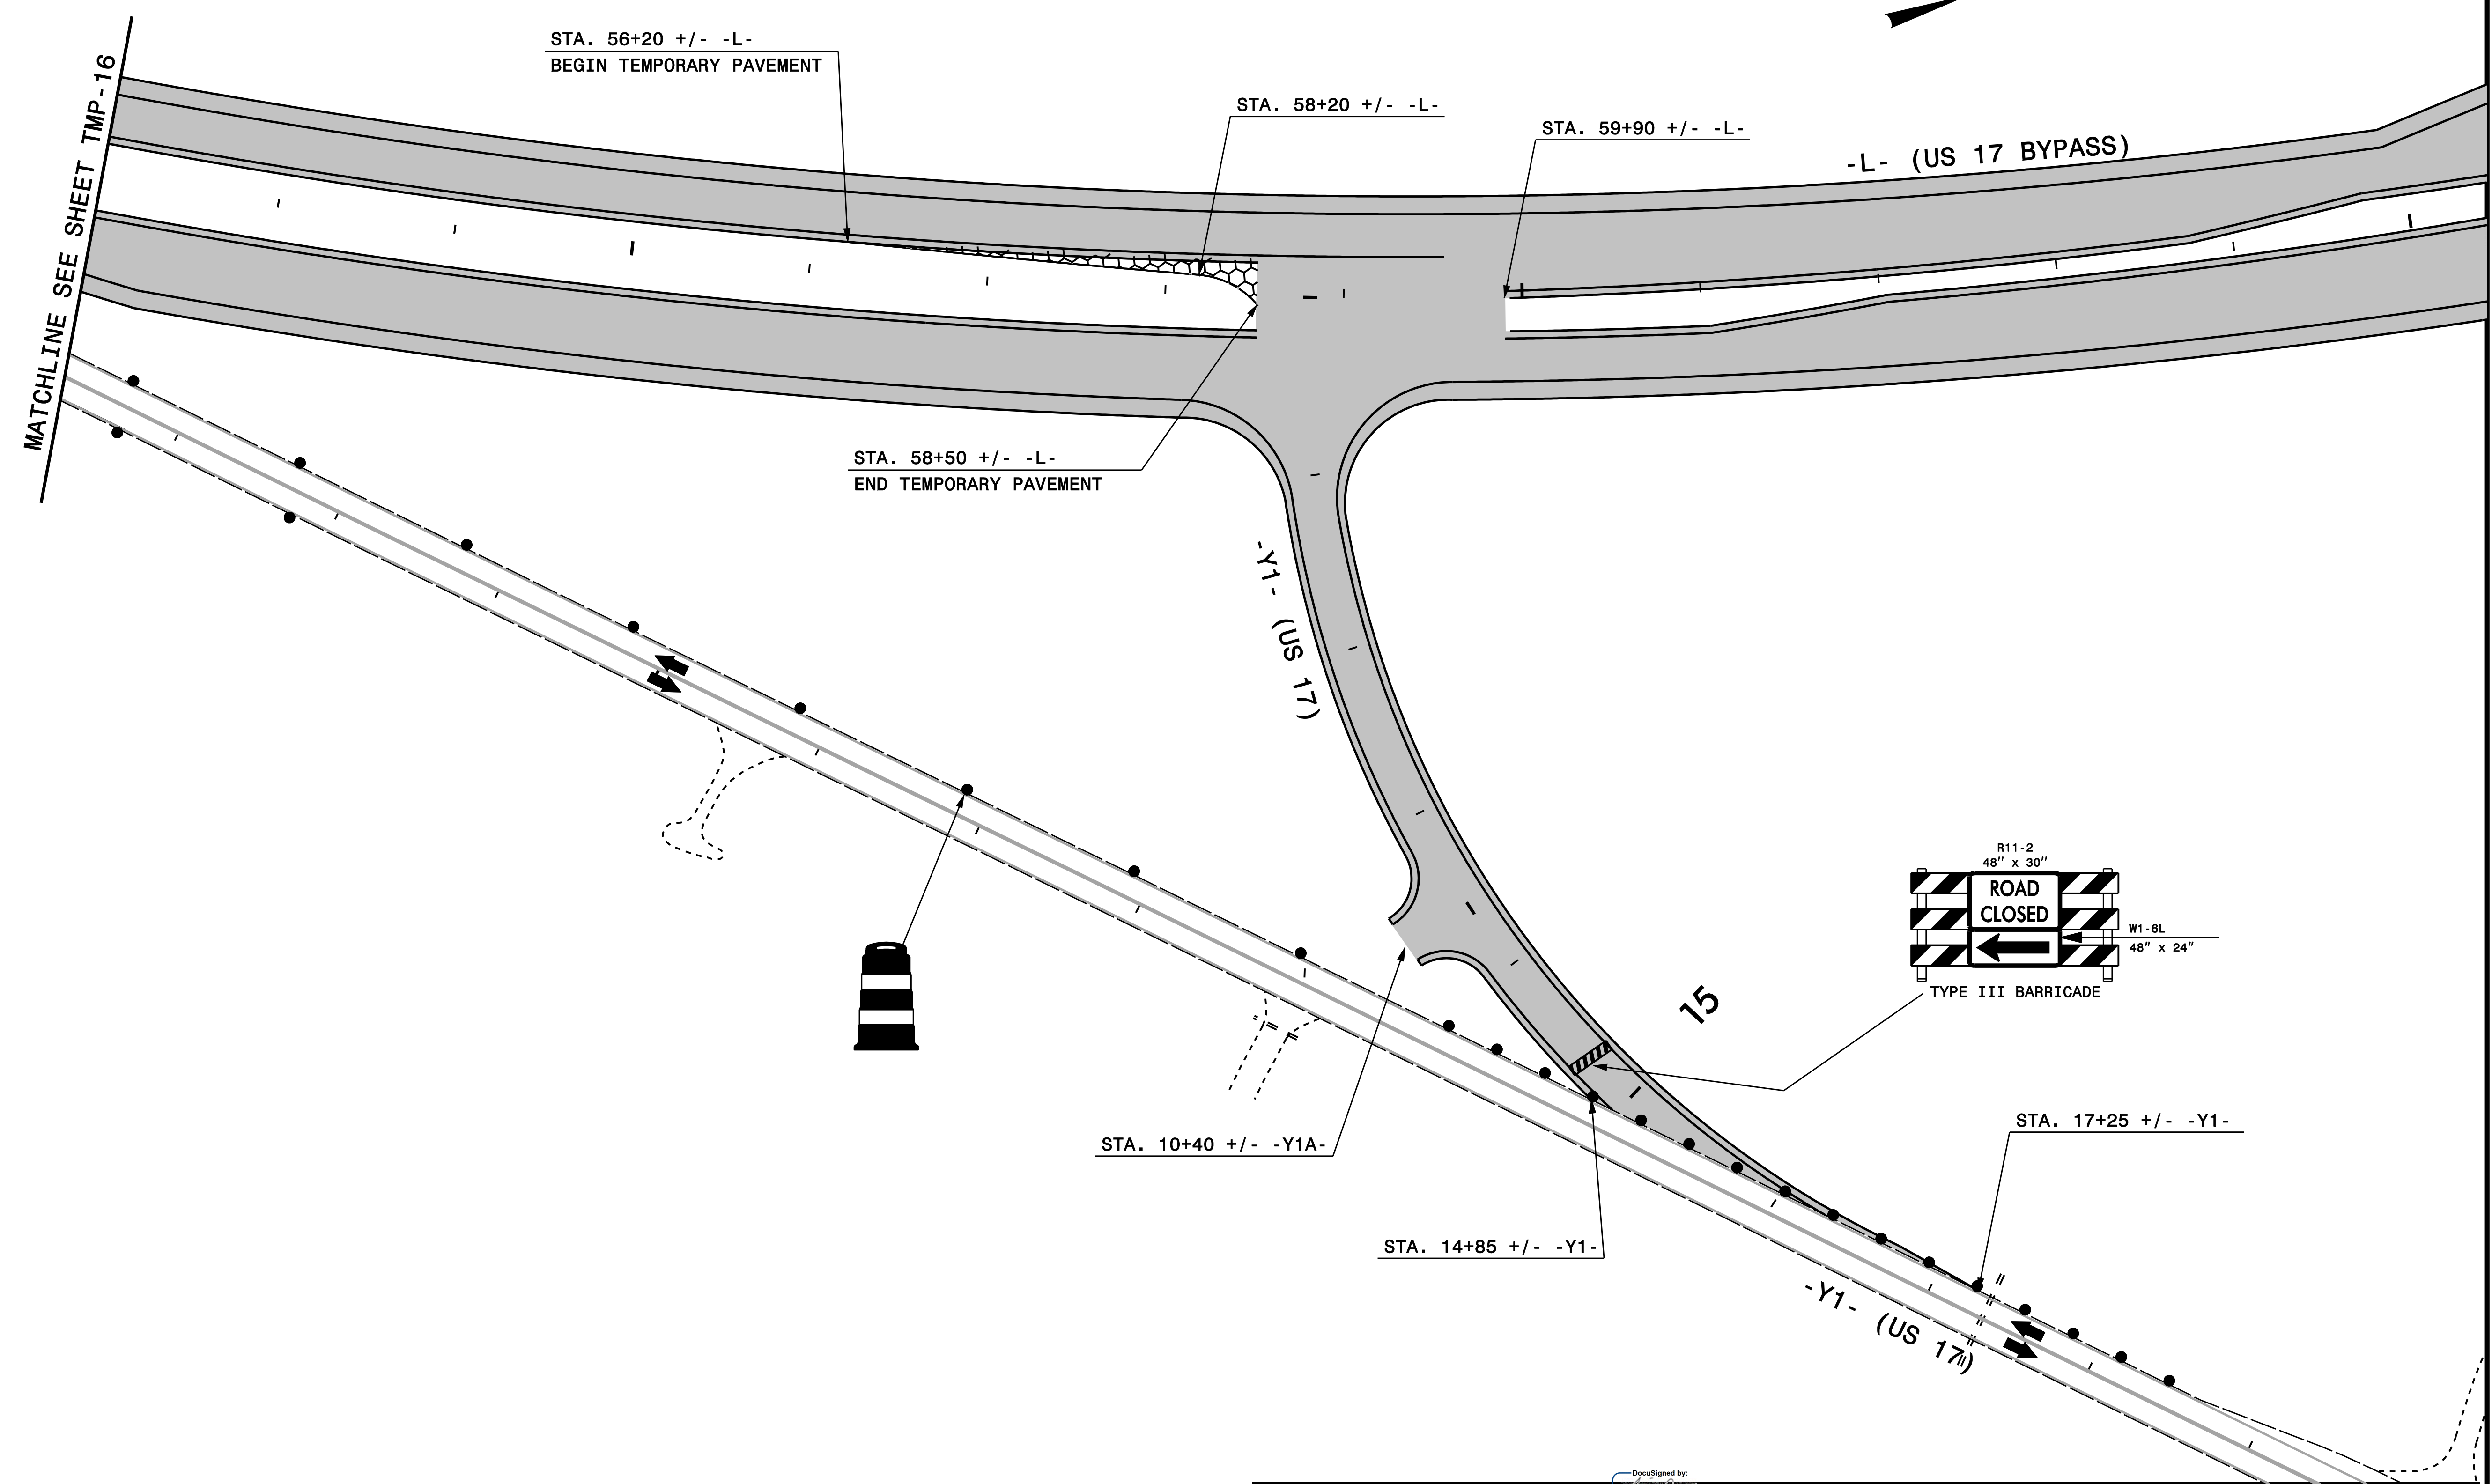 MATCHLINE SEE SHEET TMP-16
STA. 56+20 +/- -L-
BEGIN TEMPORARY PAVEMENT
STA. 58+20 +/- -L-
STA. 59+90 +/- -L-
-L- (US 17 BYPASS)
STA. 58+50 +/- -L-
END TEMPORARY PAVEMENT
-Y1- (US 17)
R11-2
48" x 30"
ROAD
CLOSED
W1-6L
48" x 24"
TYPE III BARRICADE
15
STA. 10+40 +/- -Y1A-
STA. 17+25 +/- -Y1-
STA. 14+85 +/- -Y1-
-Y1- (US 17)
DocuSigned by: